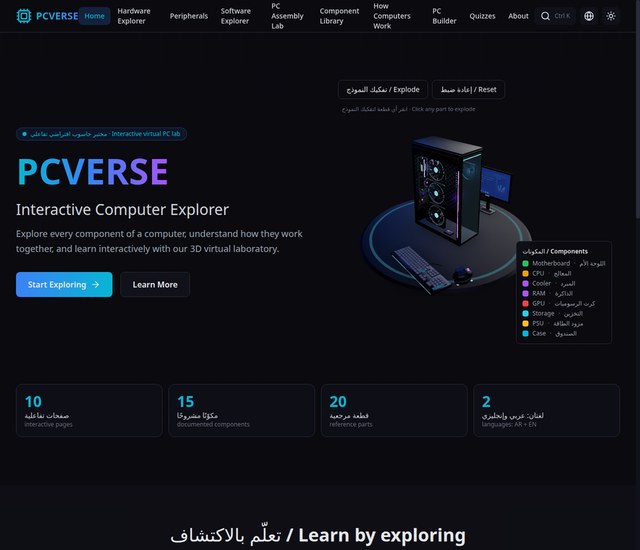 PCVERSE
Home
Hardware
Explorer
Peripherals
Software
Explorer
PC
Assembly
Lab
Component
Library
How
Computers
Work
PC
Builder
Quizzes
About
Ctrl K
تفكيك النموذج / Explode
إعادة ضبط / Reset
انقر أي قطعة لتفكيك النموذج · Click any part to explode
مختبر حاسوب افتراضي تفاعلي · Interactive virtual PC lab
PCVERSE
Interactive Computer Explorer
Explore every component of a computer, understand how they work
together, and learn interactively with our 3D virtual laboratory.
Start Exploring →
Learn More
المكونات / Components
Motherboard · اللوحة الأم
CPU · المعالج
Cooler · المبرد
RAM · الذاكرة
GPU · كرت الرسوميات
Storage · التخزين
PSU · مزود الطاقة
Case · الصندوق
10
صفحات تفاعلية
interactive pages
15
مكوّنًا مشروحًا
documented components
20
قطعة مرجعية
reference parts
2
لغتان: عربي وإنجليزي
languages: AR + EN
تعلّم بالاكتشاف / Learn by exploring